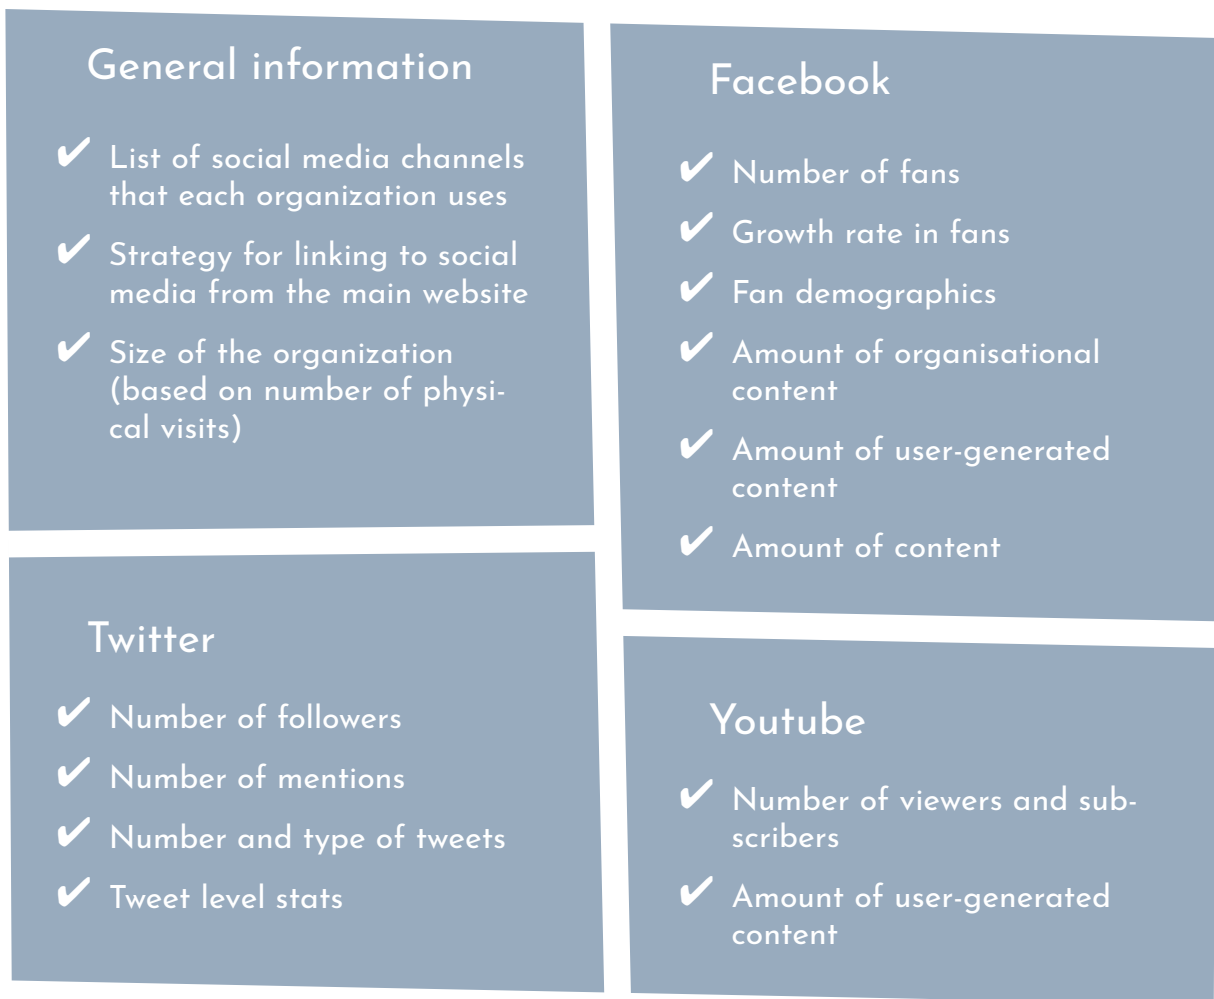 General information
✔ List of social media channels
that each organization uses
✔ Strategy for linking to social
media from the main website
✔ Size of the organization
(based on number of physi-
cal visits)
Facebook
✔ Number of fans
✔ Growth rate in fans
✔ Fan demographics
✔ Amount of organisational
content
✔ Amount of user-generated
content
✔ Amount of content
Twitter
✔ Number of followers
✔ Number of mentions
✔ Number and type of tweets
✔ Tweet level stats
Youtube
✔ Number of viewers and sub-
scribers
✔ Amount of user-generated
content